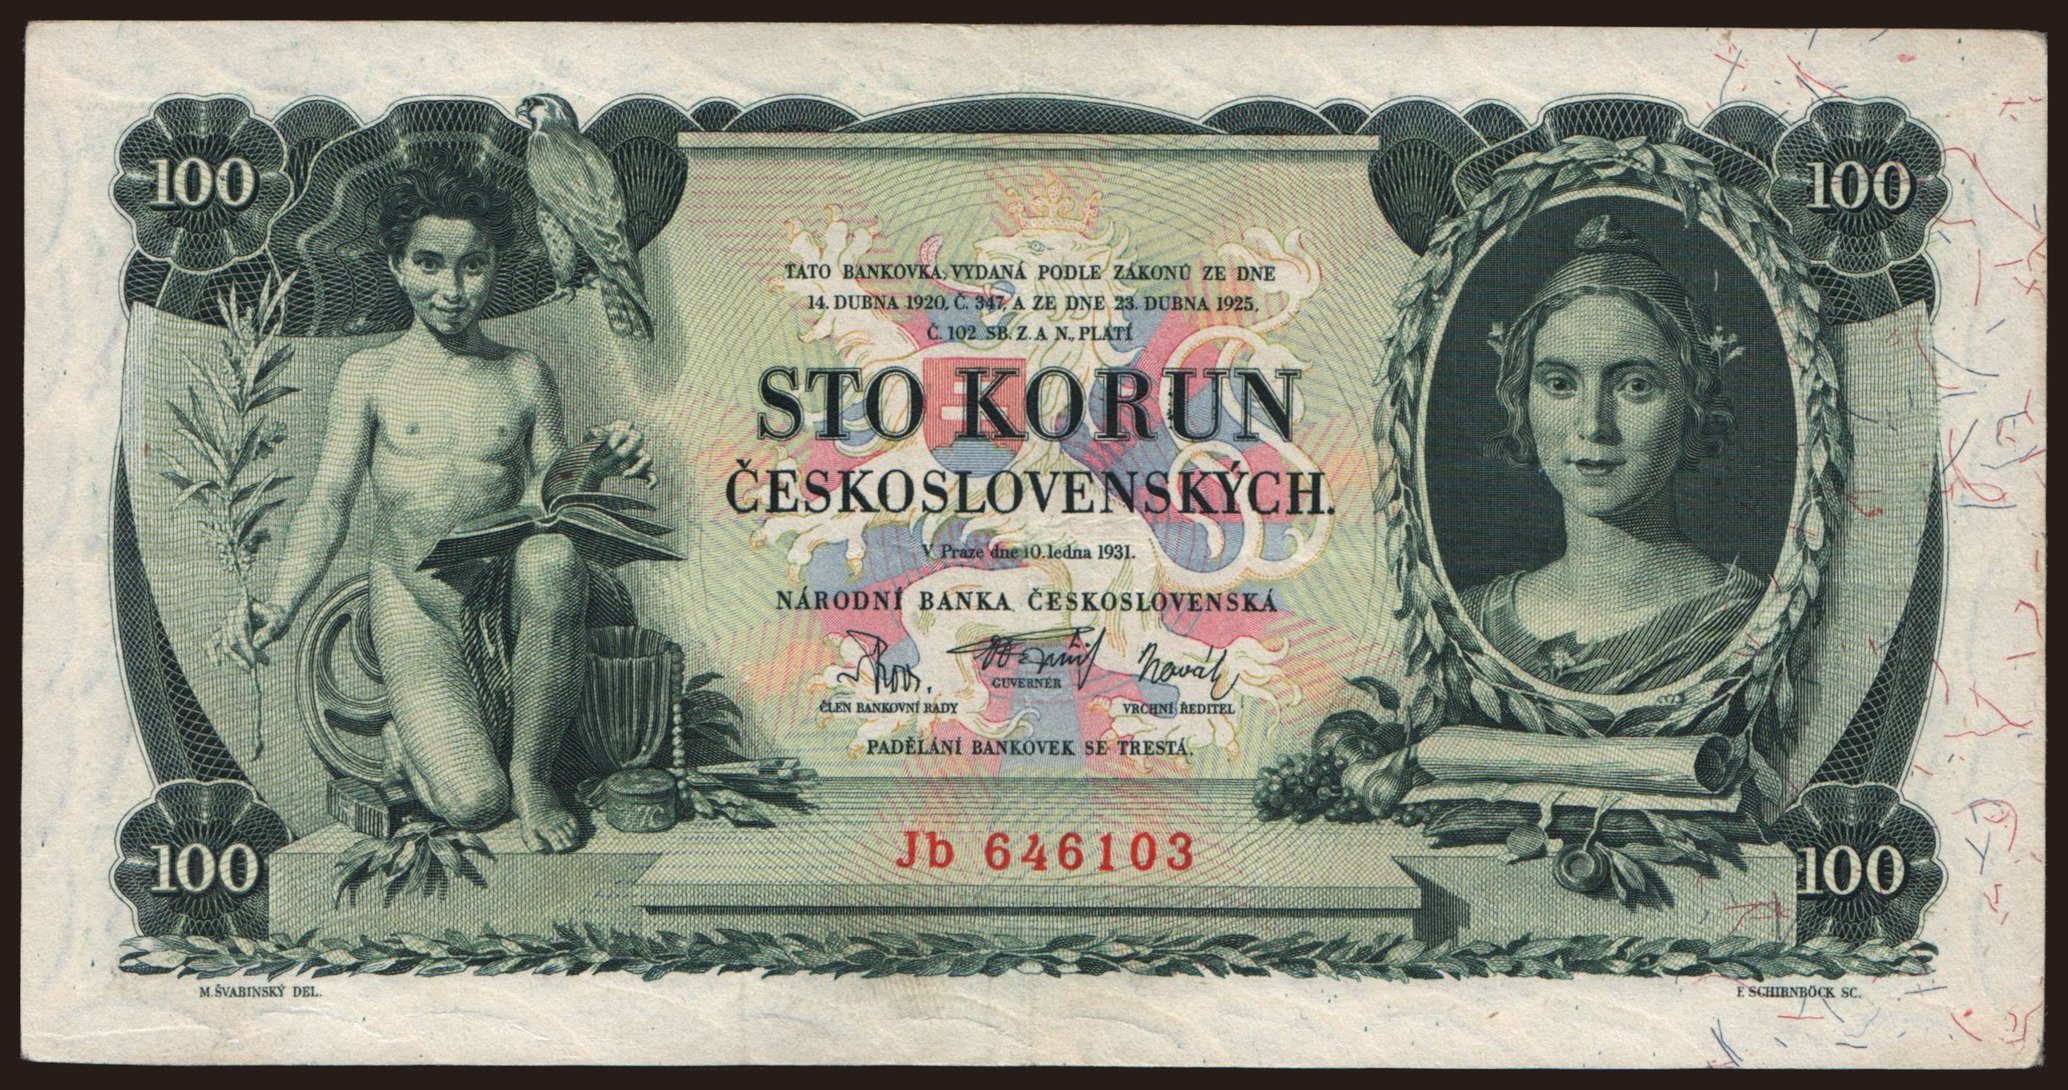 100
100
TATO BANKOVKA, VYDANÁ PODLE ZÁKONŮ ZE DNE
14. DUBNA 1920, Č. 347, A ZE DNE 23. DUBNA 1925,
Č. 102 SB. Z. A N., PLATÍ
STO KORUN
ČESKOSLOVENSKÝCH.
V Praze dne 10. ledna 1931.
NÁRODNÍ BANKA ČESKOSLOVENSKÁ
ČLEN BANKOVNÍ RADY
GUVERNÉR
VRCHNÍ ŘEDITEL
PADĚLÁNÍ BANKOVEK SE TRESTÁ.
Jb 646103
100
100
M. ŠVABINSKÝ DEL.
F. SCHIRNBÖCK SC.